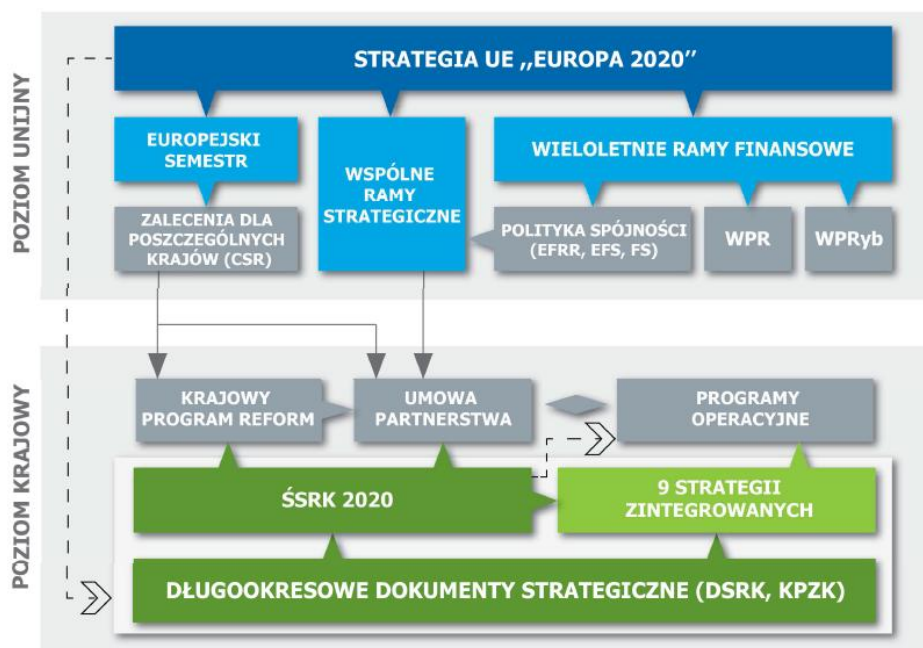 POZIOM UNIJNY
STRATEGIA UE „EUROPA 2020”
EUROPEJSKI
SEMESTR
WSPÓLNE
RAMY
STRATEGICZNE
WIELOLETNIE RAMY FINANSOWE
ZALECENIA DLA
POSZCZEGÓLNYCH
KRAJÓW (CSR)
POLITYKA SPÓJNOŚCI
(EFRR, EFS, FS)
WPR
WPRyb
POZIOM KRAJOWY
KRAJOWY
PROGRAM REFORM
UMOWA
PARTNERSTWA
PROGRAMY
OPERACYJNE
ŚSRK 2020
9 STRATEGII
ZINTEGROWANYCH
DŁUGOOKRESOWE DOKUMENTY STRATEGICZNE (DSRK, KPZK)